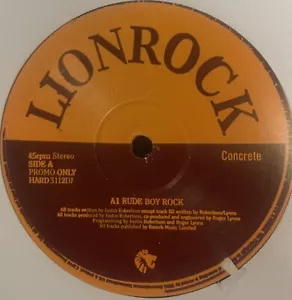 LIONROCK
45rpm Stereo
SIDE A
PROMO ONLY
HARD 3112DJ
Concrete
A1 RUDE BOY ROCK
All tracks written by Justin Robertson except track B2 written by Robertson/Lyons
All tracks produced by Justin Robertson, co-produced and engineered by Roger Lyons
Programming by Justin Robertson and Roger Lyons
All tracks published by Bosock Music Limited